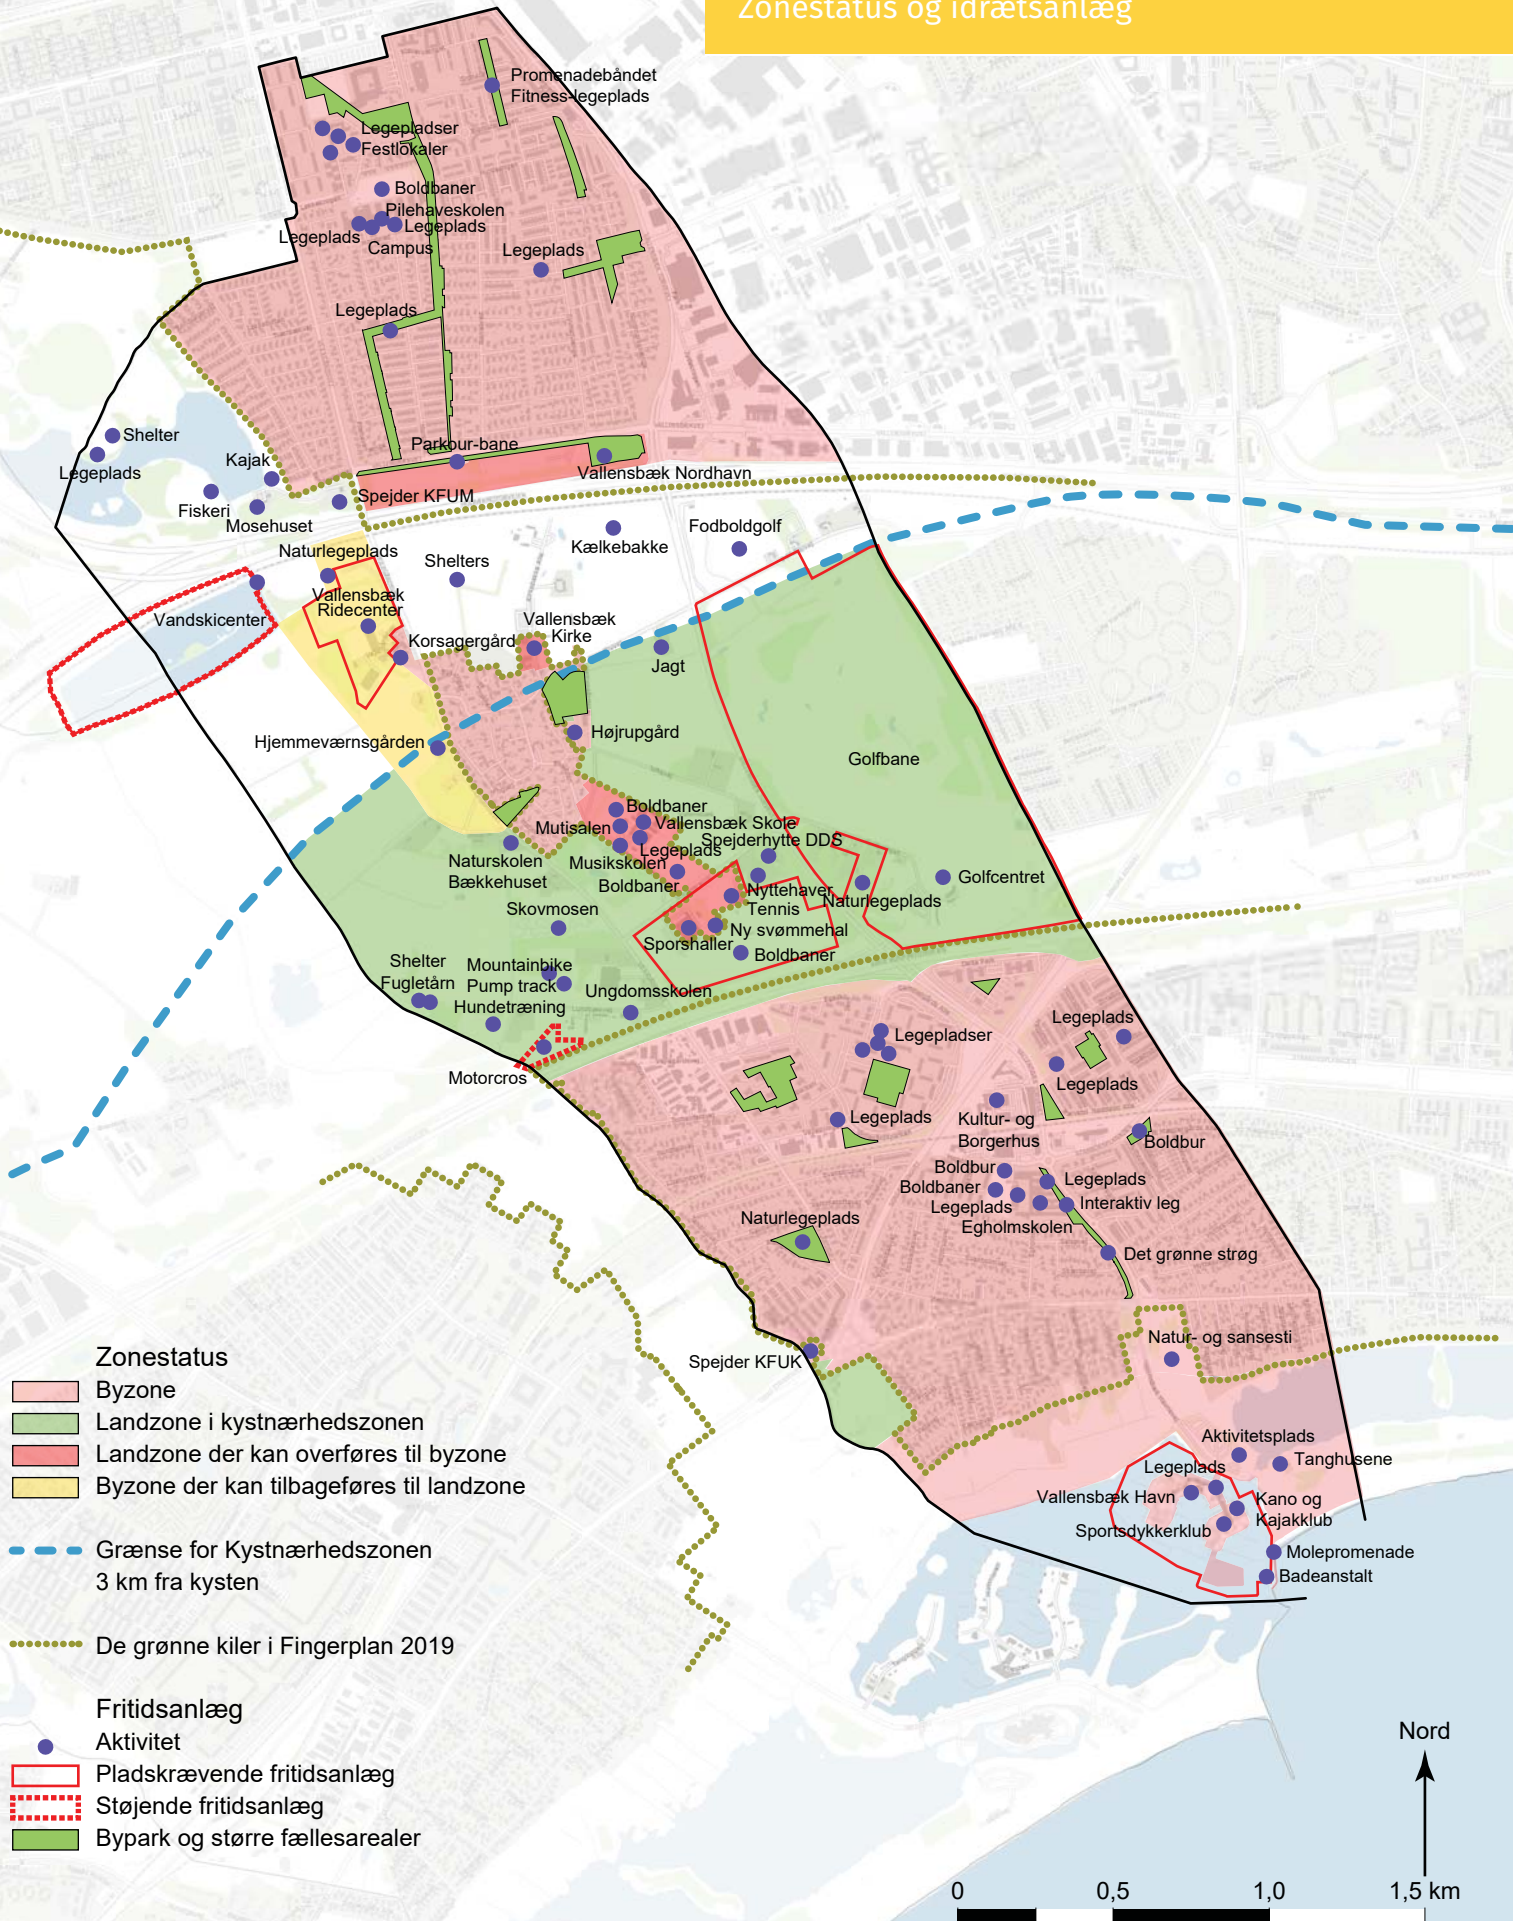 Zonestatus og idrætsanlæg
Promenadebåndet
Fitness-legeplads
Legepladser
Festlokaler
Boldbaner
Pilehaveskolen
Legeplads
Legeplads
Campus
Legeplads
Legeplads
Parkour-bane
Vallensbæk Nordhavn
Shelter
Legeplads
Kajak
Fiskeri
Mosehuset
Spejder KFUM
Naturlegeplads
Shelters
Kælkebakke
Fodboldgolf
Vallensbæk
Ridecenter
Vandskicenter
Korsagergård
Vallensbæk
Kirke
Jagt
Højrupgård
Hjemmeværnsgården
Golfbane
Boldbaner
Mutisalen
Vallensbæk Skole
Legeplads
Spejderhytte DDS
Musikskolen
Boldbaner
Naturskolen
Bækkehuset
Nyttehaver
Tennis
Naturlegeplads
Golfcentret
Skovmosen
Ny svømmehal
Sporshaller
Boldbaner
Shelter
Fugletårn
Mountainbike
Pump track
Hundetræning
Ungdomsskolen
Motorcros
Legepladser
Legeplads
Legeplads
Legeplads
Kultur- og
Borgerhus
Boldbur
Boldbur
Boldbaner
Legeplads
Legeplads
Interaktiv leg
Egholmskolen
Naturlegeplads
Det grønne strøg
Natur- og sansesti
Spejder KFUK
Aktivitetsplads
Tanghusene
Legeplads
Vallensbæk Havn
Kano og
Kajakklub
Sportsdykkerklub
Molepromenade
Badeanstalt
Zonestatus
Byzone
Landzone i kystnærhedszonen
Landzone der kan overføres til byzone
Byzone der kan tilbageføres til landzone
Grænse for Kystnærhedszonen
3 km fra kysten
De grønne kiler i Fingerplan 2019
Fritidsanlæg
Aktivitet
Pladskrævende fritidsanlæg
Støjende fritidsanlæg
Bypark og større fællesarealer
Nord
0 0,5 1,0 1,5 km